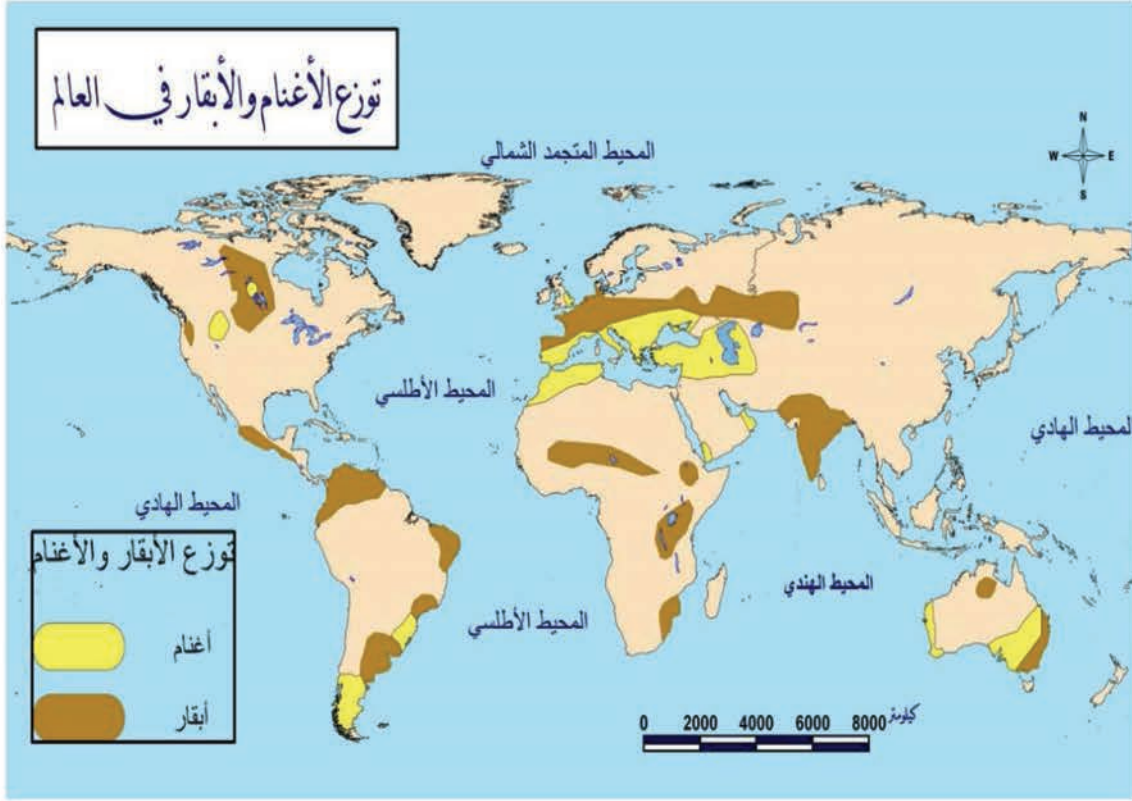 توزع الأغنام والأبقار في العالم
المحيط المتجمد الشمالي
N
W E
S
المحيط الأطلسي
المحيط الهادي
المحيط الهادي
المحيط الهندي
المحيط الأطلسي
توزع الأبقار والأغنام
أغنام
أبقار
0 2000 4000 6000 8000 كيلومتر